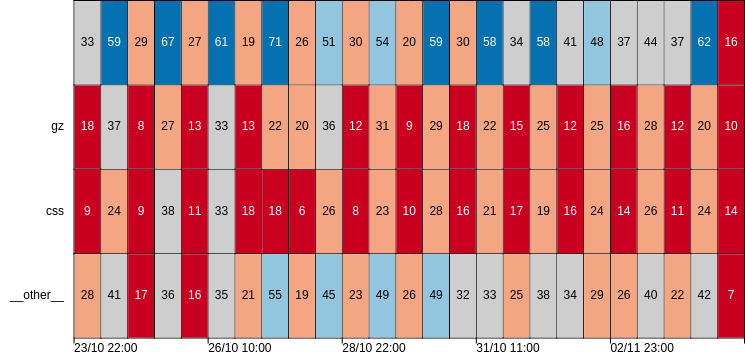 33 59 29 67 27 61 19 71 26 51 30 54 20 59 30 58 34 58 41 48 37 44 37 62 16
gz 18 37 8 27 13 33 13 22 20 36 12 31 9 29 18 22 15 25 12 25 16 28 12 20 10
css 9 24 9 38 11 33 18 18 6 26 8 23 10 28 16 21 17 19 16 24 14 26 11 24 14
__other__ 28 41 17 36 16 35 21 55 19 45 23 49 26 49 32 33 25 38 34 29 26 40 22 42 7
23/10 22:00 26/10 10:00 28/10 22:00 31/10 11:00 02/11 23:00